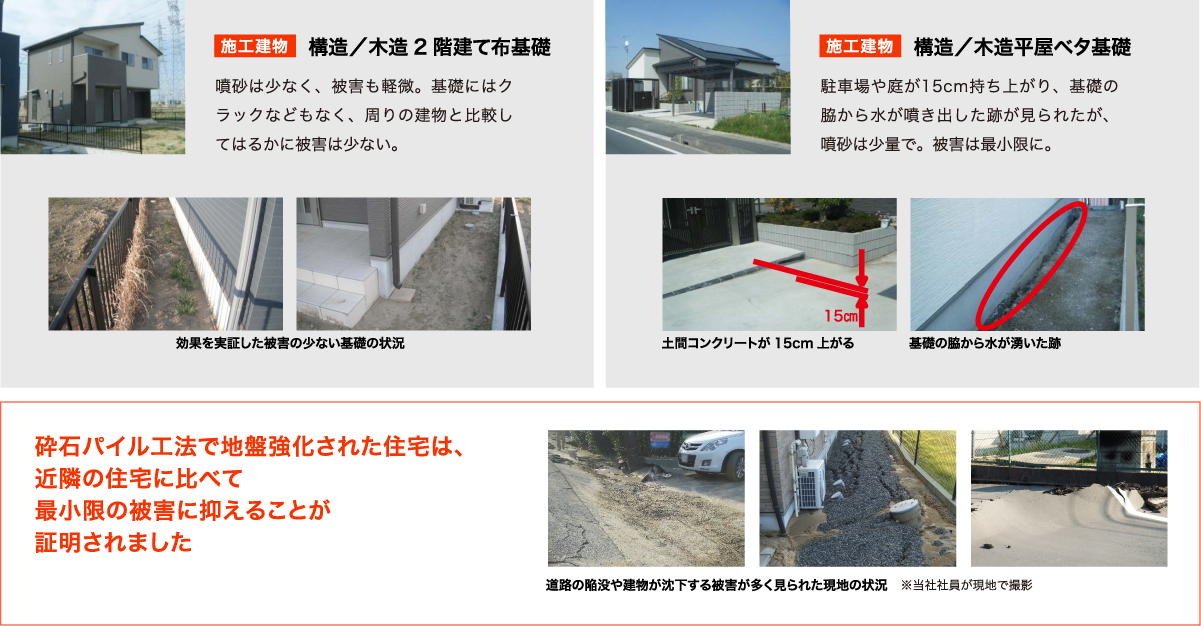 施工建物 構造／木造2階建て布基礎
噴砂は少なく、被害も軽微。基礎にはク
ラックなどもなく、周りの建物と比較し
てはるかに被害は少ない。
効果を実証した被害の少ない基礎の状況
施工建物 構造／木造平屋ベタ基礎
駐車場や庭が15cm持ち上がり、基礎の
脇から水が噴き出した跡が見られたが、
噴砂は少量で。被害は最小限に。
15㎝
土間コンクリートが15cm上がる
基礎の脇から水が湧いた跡
砕石パイル工法で地盤強化された住宅は、
近隣の住宅に比べて
最小限の被害に抑えることが
証明されました
道路の陥没や建物が沈下する被害が多く見られた現地の状況 ※当社社員が現地で撮影